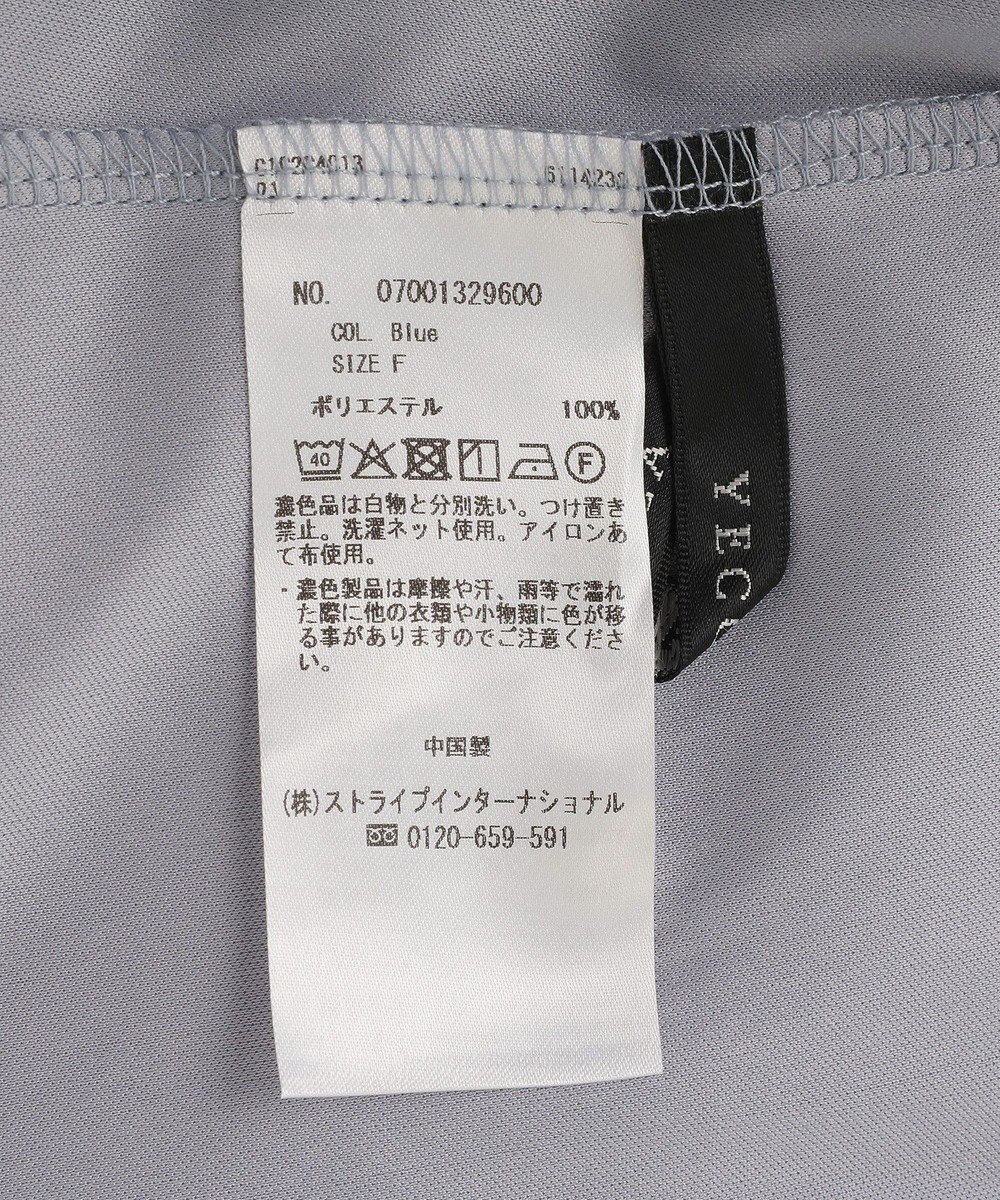 01
NO. 07001329600
COL. Blue
SIZE F
ポリエステル 100%
40 F
濃色品は白物と分別洗い。つけ置き
禁止。洗濯ネット使用。アイロンあ
て布使用。
・濃色製品は摩擦や汗、雨等で濡れ
た際に他の衣類や小物類に色が移
る事がありますのでご注意くださ
い。
中国製
(株)ストライプインターナショナル
0120-659-591
YEC